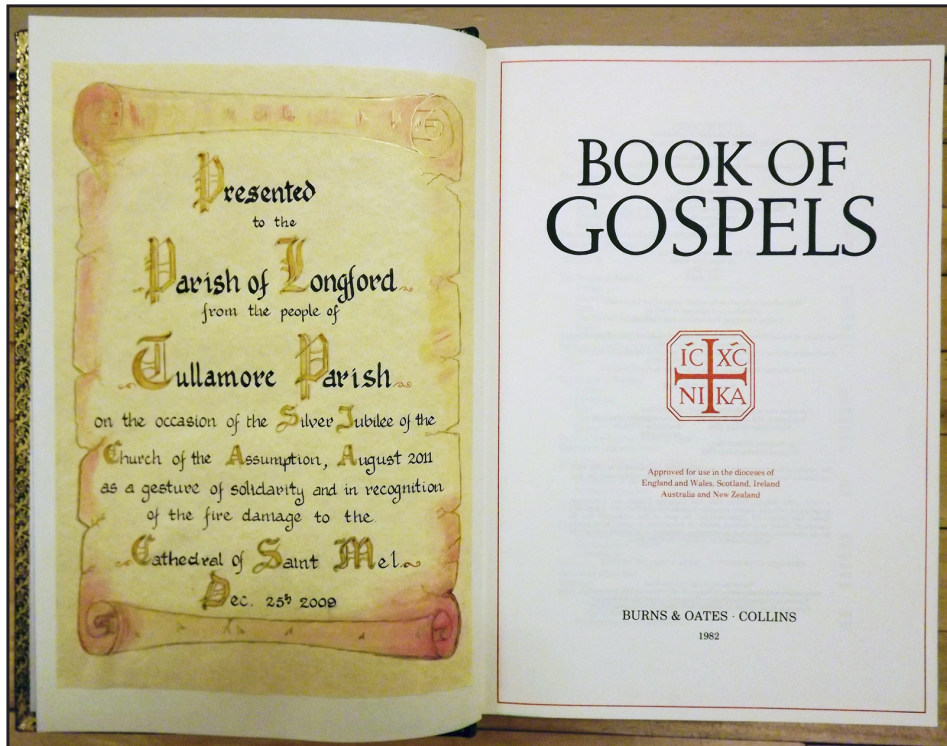 Presented
to the
Parish of Longford
from the people of
Tullamore Parish
on the occasion of the Silver Jubilee of the
Church of the Assumption, August 2011
as a gesture of solidarity and in recognition
of the fire damage to the
Cathedral of Saint Mel
Dec. 25th 2009
BOOK OF
GOSPELS
IC XC
NI KA
Approved for use in the dioceses of
England and Wales, Scotland, Ireland
Australia and New Zealand
BURNS & OATES · COLLINS
1982